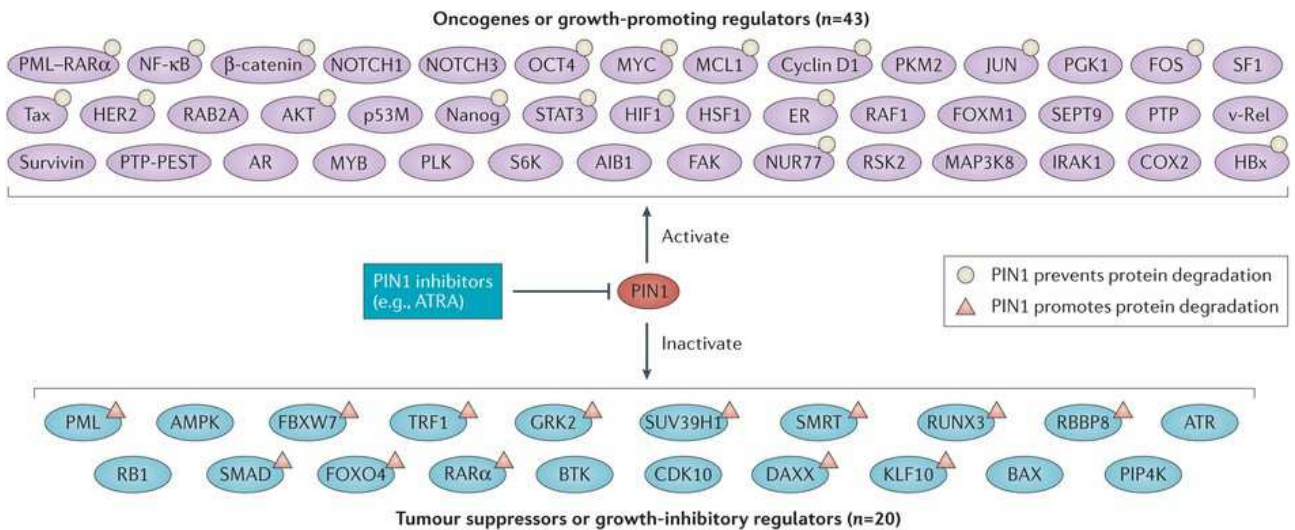 Oncogenes or growth-promoting regulators (n=43)
PML–RARα NF-κB β-catenin NOTCH1 NOTCH3 OCT4 MYC MCL1 Cyclin D1 PKM2 JUN PGK1 FOS SF1
Tax HER2 RAB2A AKT p53M Nanog STAT3 HIF1 HSF1 ER RAF1 FOXM1 SEPT9 PTP v-Rel
Survivin PTP-PEST AR MYB PLK S6K AIB1 FAK NUR77 RSK2 MAP3K8 IRAK1 COX2 HBx
Activate
PIN1 inhibitors
(e.g., ATRA)
PIN1
PIN1 prevents protein degradation
PIN1 promotes protein degradation
Inactivate
PML AMPK FBXW7 TRF1 GRK2 SUV39H1 SMRT RUNX3 RBBP8 ATR
RB1 SMAD FOXO4 RARα BTK CDK10 DAXX KLF10 BAX PIP4K
Tumour suppressors or growth-inhibitory regulators (n=20)